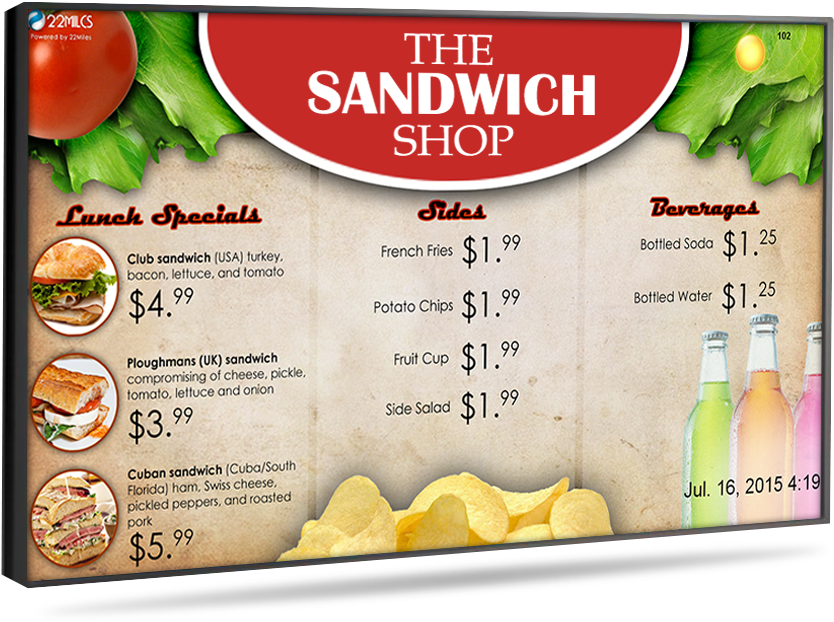 22MILES
Powered by 22Miles
102
THE
SANDWICH
SHOP
Lunch Specials
Club sandwich (USA) turkey,
bacon, lettuce, and tomato
$4.99
Ploughmans (UK) sandwich
compromising of cheese, pickle,
tomato, lettuce and onion
$3.99
Cuban sandwich (Cuba/South
Florida) ham, Swiss cheese,
pickled peppers, and roasted
pork
$5.99
Sides
French Fries $1.99
Potato Chips $1.99
Fruit Cup $1.99
Side Salad $1.99
Beverages
Bottled Soda $1.25
Bottled Water $1.25
Jul. 16, 2015 4:19